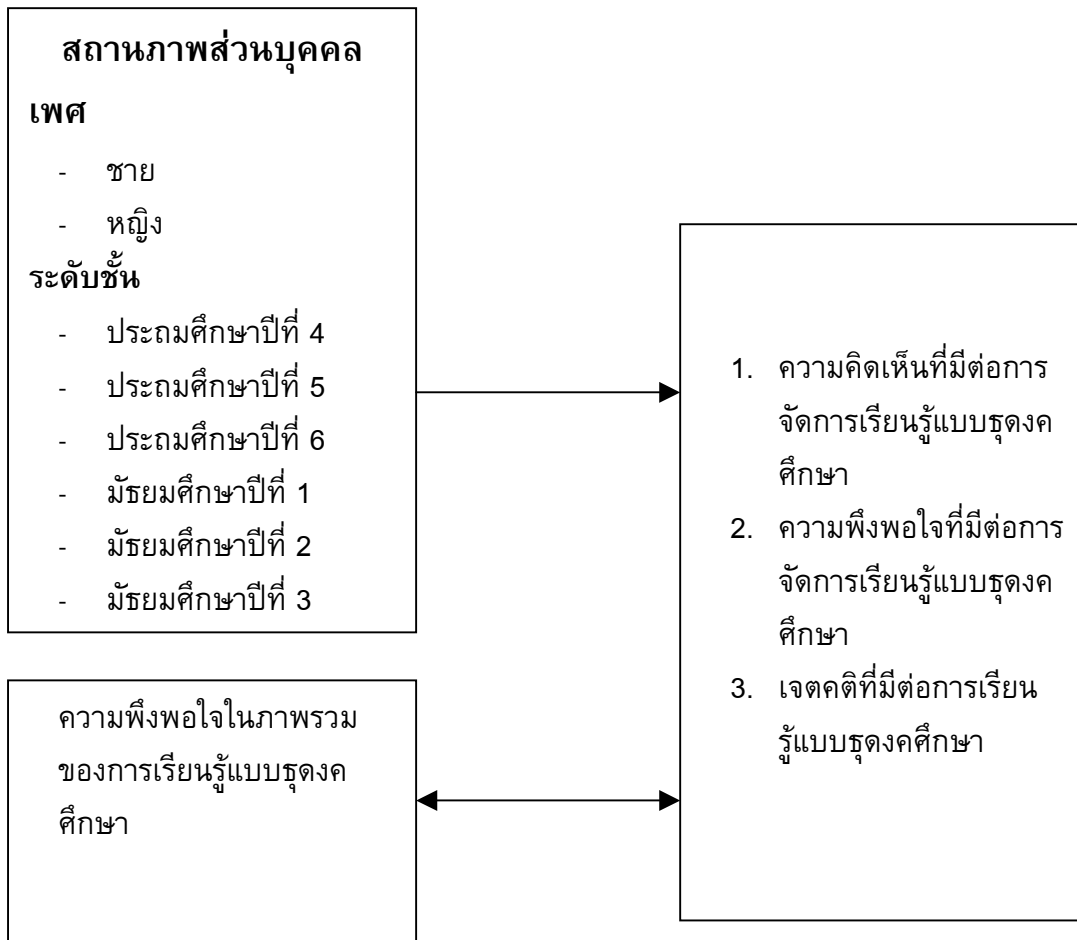 สถานภาพส่วนบุคคล
เพศ
- ชาย
- หญิง
ระดับชั้น
- ประถมศึกษาปีที่ 4
- ประถมศึกษาปีที่ 5
- ประถมศึกษาปีที่ 6
- มัธยมศึกษาปีที่ 1
- มัธยมศึกษาปีที่ 2
- มัธยมศึกษาปีที่ 3
ความพึงพอใจในภาพรวม
ของการเรียนรู้แบบธุดงค
ศึกษา
1. ความคิดเห็นที่มีต่อการ
จัดการเรียนรู้แบบธุดงค
ศึกษา
2. ความพึงพอใจที่มีต่อการ
จัดการเรียนรู้แบบธุดงค
ศึกษา
3. เจตคติที่มีต่อการเรียน
รู้แบบธุดงคศึกษา